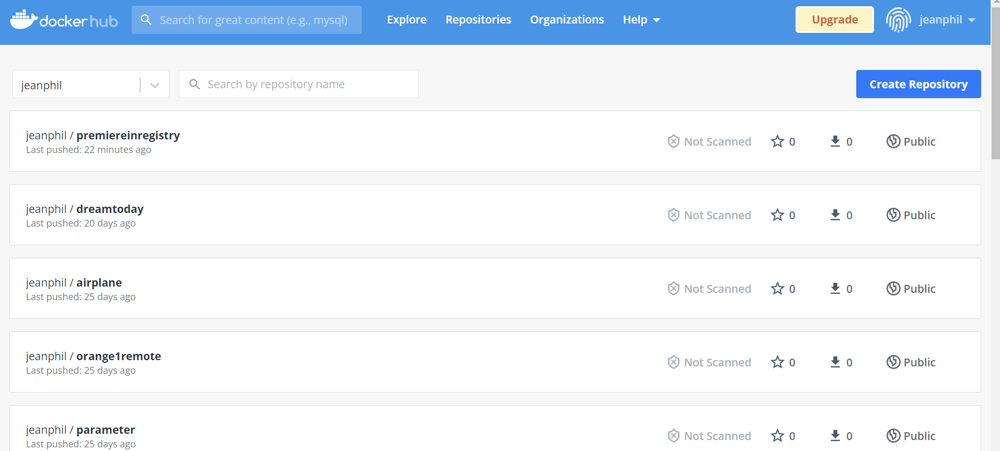 docker hub
Search for great content (e.g., mysql)
Explore
Repositories
Organizations
Help
Upgrade
jeanphil
jeanphil
Search by repository name
Create Repository
jeanphil / premiereinregistry
Last pushed: 22 minutes ago
Not Scanned
0
0
Public
jeanphil / dreamtoday
Last pushed: 20 days ago
Not Scanned
0
0
Public
jeanphil / airplane
Last pushed: 25 days ago
Not Scanned
0
0
Public
jeanphil / orange1remote
Last pushed: 25 days ago
Not Scanned
0
0
Public
jeanphil / parameter
Last pushed: 25 days ago
Not Scanned
0
0
Public